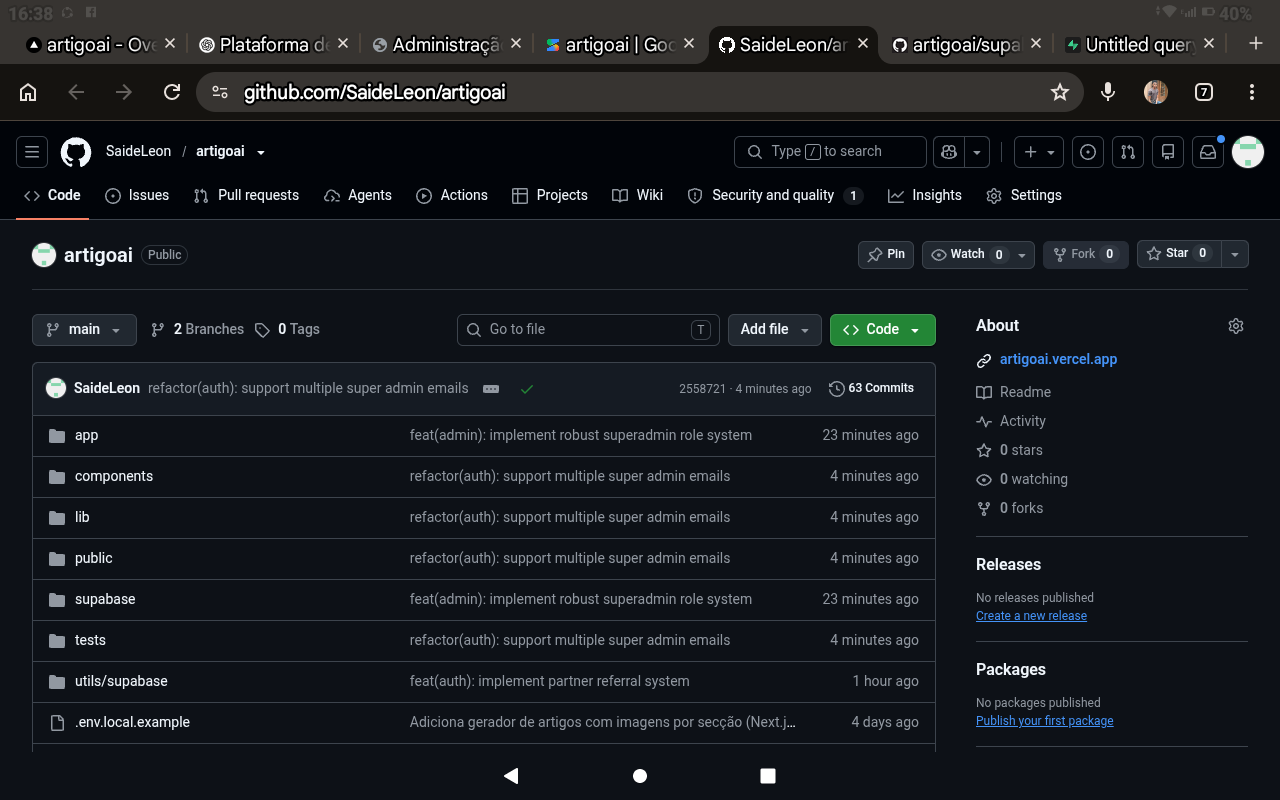 16:38
40%
artigoai - Ove
Plataforma de
Administraçã
artigoai | Goo
SaideLeon/ar
artigoai/supa
Untitled query
github.com/SaideLeon/artigoai
7
SaideLeon / artigoai
Type / to search
Code
Issues
Pull requests
Agents
Actions
Projects
Wiki
Security and quality 1
Insights
Settings
artigoai Public
Pin
Watch 0
Fork 0
Star 0
main
2 Branches
0 Tags
Go to file T
Add file
Code
SaideLeon refactor(auth): support multiple super admin emails 2558721 · 4 minutes ago 63 Commits
app feat(admin): implement robust superadmin role system 23 minutes ago
components refactor(auth): support multiple super admin emails 4 minutes ago
lib refactor(auth): support multiple super admin emails 4 minutes ago
public refactor(auth): support multiple super admin emails 4 minutes ago
supabase feat(admin): implement robust superadmin role system 23 minutes ago
tests refactor(auth): support multiple super admin emails 4 minutes ago
utils/supabase feat(auth): implement partner referral system 1 hour ago
.env.local.example Adiciona gerador de artigos com imagens por secção (Next.j… 4 days ago
About
artigoai.vercel.app
Readme
Activity
0 stars
0 watching
0 forks
Releases
No releases published
Create a new release
Packages
No packages published
Publish your first package